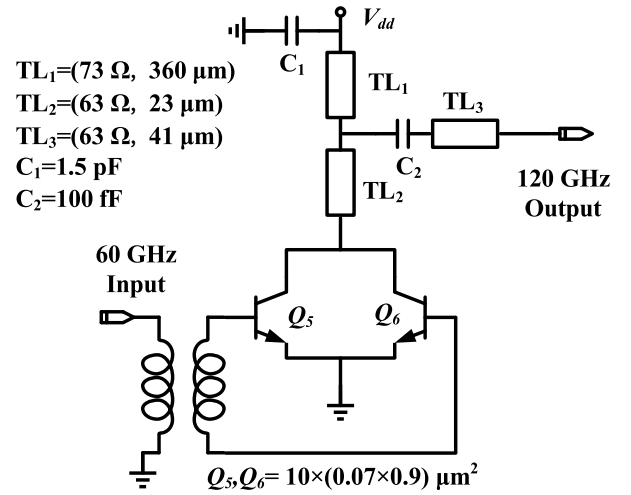 V_dd
C₁
TL₁=(73 Ω, 360 μm)
TL₂=(63 Ω, 23 μm)
TL₃=(63 Ω, 41 μm)
C₁=1.5 pF
C₂=100 fF
TL₁
TL₃
C₂
TL₂
120 GHz
Output
60 GHz
Input
Q₅
Q₆
Q₅,Q₆= 10×(0.07×0.9) μm²